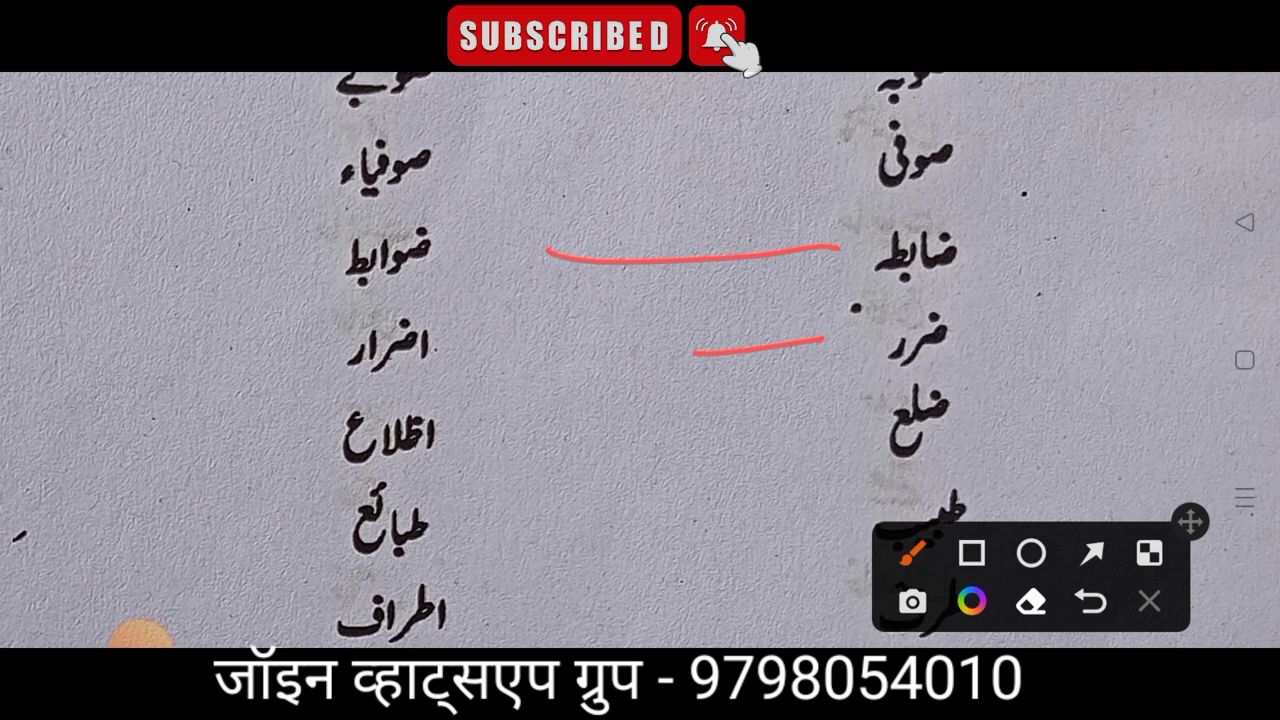 SUBSCRIBED
صوفی صوفیاء
ضابطہ ضوابط
ضرر اضرار
ضلع اظلاع
طبائع
اطراف
जॉइन व्हाट्सएप ग्रुप - 9798054010